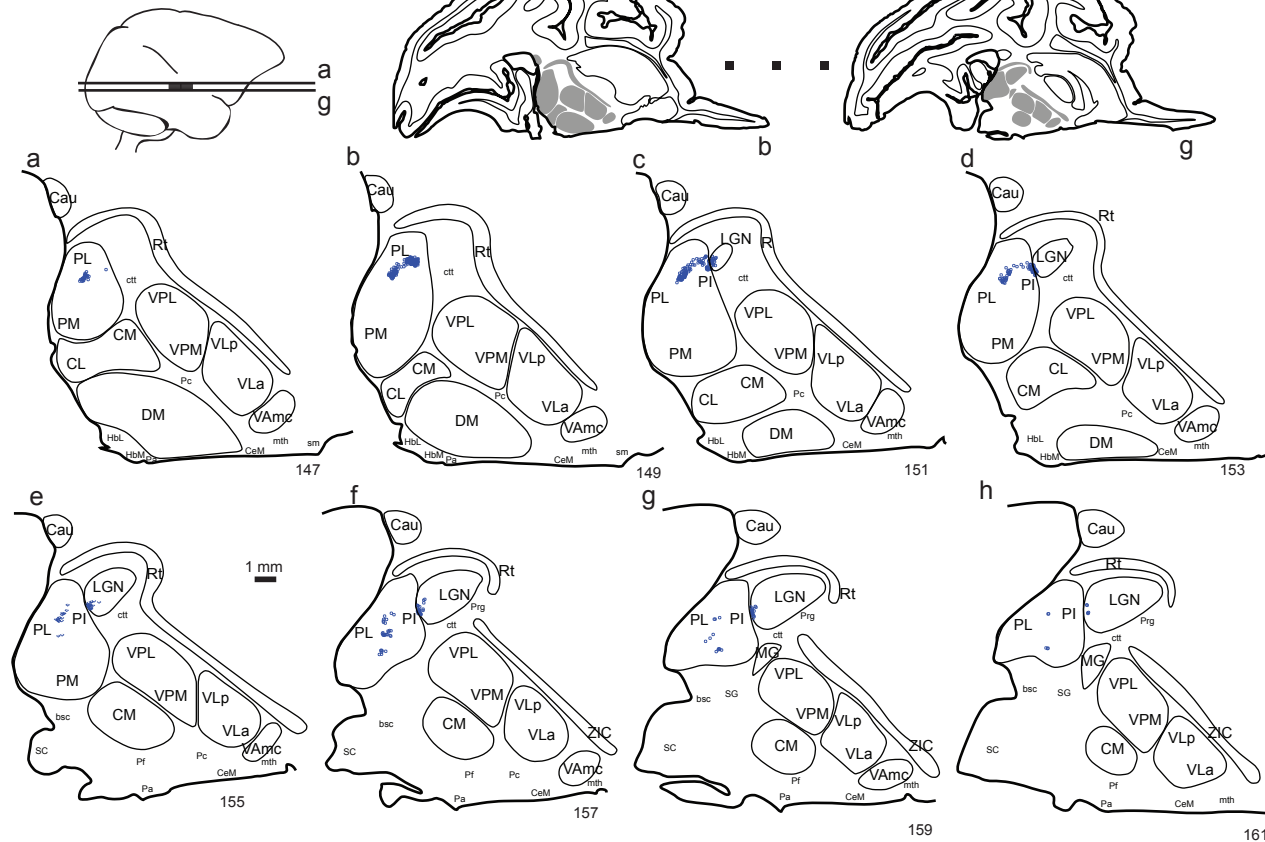 a
g
b
g
a
Cau
Rt
PL
ctt
VPL
PM
CM
VLp
VPM
CL
Pc
VLa
DM
VAmc
HbL
mth
sm
HbM
Pa
CeM
147
b
Cau
PL
Rt
ctt
VPL
PM
VLp
CM
VPM
CL
Pc
VLa
DM
VAmc
HbL
mth
sm
HbM
Pa
CeM
149
c
Cau
LGN
R
PI
ctt
PL
VPL
PM
VPM
VLp
CM
Pc
CL
VLa
VAmc
DM
HbL
mth
CeM
HbM
151
d
Cau
Rt
LGN
PI
ctt
PL
VPL
PM
VPM
VLp
CL
CM
VLa
Pc
VAmc
HbL
DM
mth
HbM
CeM
153
e
Cau
1 mm
Rt
LGN
PI
ctt
PL
VPL
PM
VPM
VLp
CM
bsc
VLa
SC
VAmc
Pc
Pf
mth
CeM
Pa
155
f
Cau
Rt
LGN
Prg
PL
PI
ctt
VPL
VPM
VLp
CM
bsc
VLa
ZIC
SC
VAmc
Pf
Pc
mth
CeM
Pa
157
g
Cau
Rt
LGN
Prg
PL
PI
ctt
MG
VPL
bsc
SG
VPM
VLp
CM
SC
VLa
ZIC
VAmc
Pf
mth
Pa
CeM
159
h
Cau
Rt
LGN
PL
PI
Prg
ctt
MG
VPL
bsc
SG
VPM
ZIC
VLp
CM
SC
VLa
Pf
Pa
CeM
mth
161